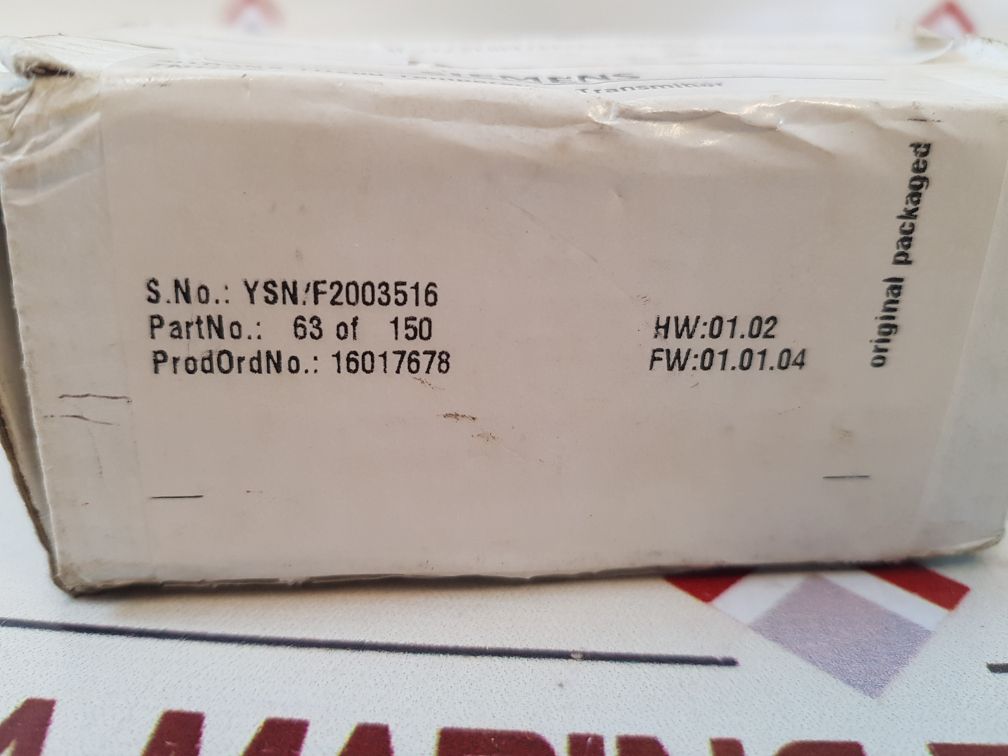 SIEMENS
Transmitter
original packaged
S.No.: YSN/F2003516
PartNo.: 63 of 150
HW:01.02
ProdOrdNo.: 16017678
FW:01.01.04